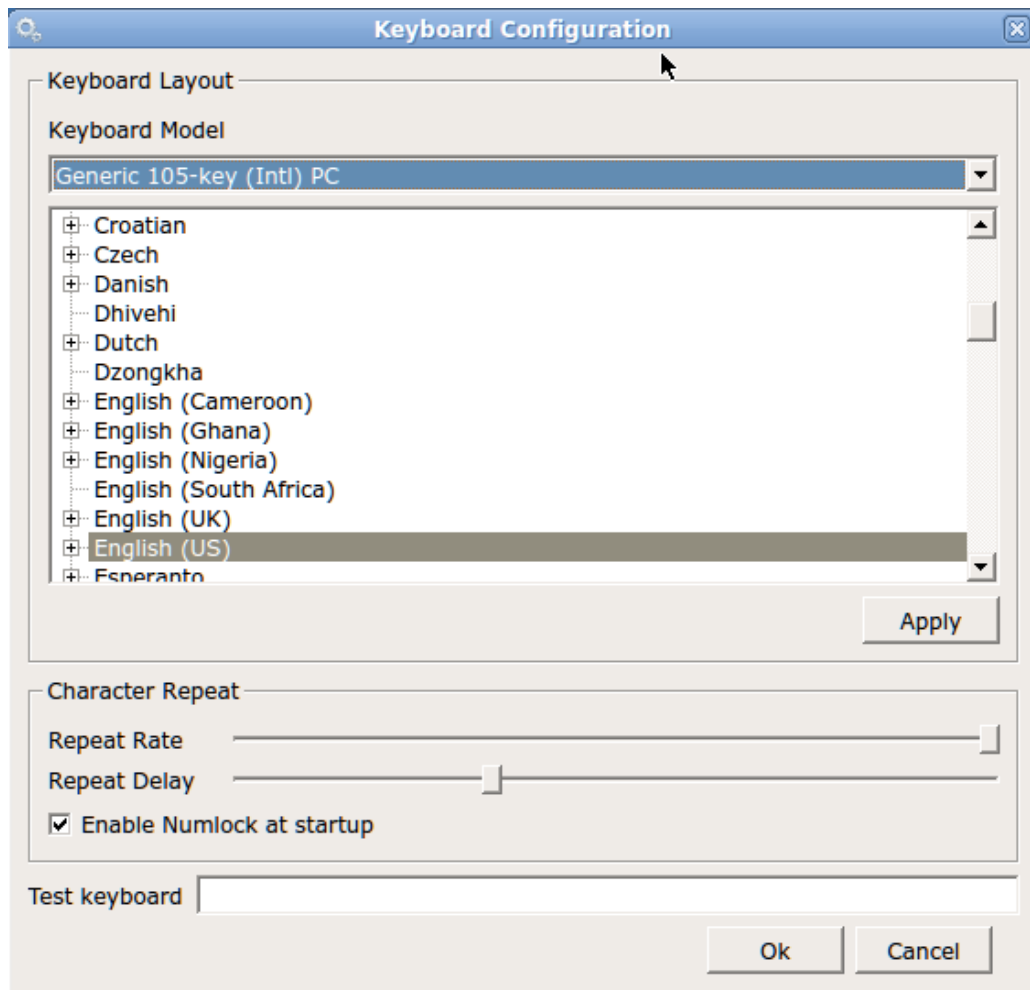 Keyboard Configuration
Keyboard Layout
Keyboard Model
Generic 105-key (Intl) PC
Croatian
Czech
Danish
Dhivehi
Dutch
Dzongkha
English (Cameroon)
English (Ghana)
English (Nigeria)
English (South Africa)
English (UK)
English (US)
Esperanto
Apply
Character Repeat
Repeat Rate
Repeat Delay
Enable Numlock at startup
Test keyboard
Ok Cancel